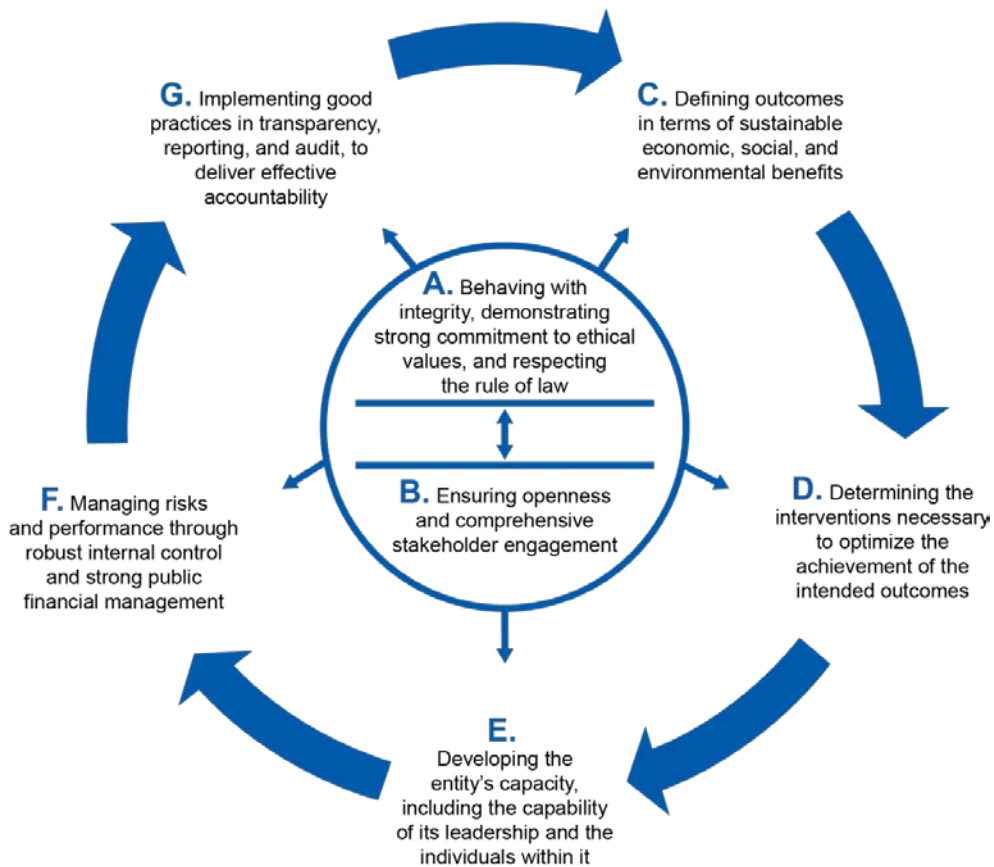 G. Implementing good
practices in transparency,
reporting, and audit, to
deliver effective
accountability
C. Defining outcomes
in terms of sustainable
economic, social, and
environmental benefits
A. Behaving with
integrity, demonstrating
strong commitment to ethical
values, and respecting
the rule of law
B. Ensuring openness
and comprehensive
stakeholder engagement
D. Determining the
interventions necessary
to optimize the
achievement of the
intended outcomes
E.
Developing the
entity's capacity,
including the capability
of its leadership and the
individuals within it
F. Managing risks
and performance through
robust internal control
and strong public
financial management